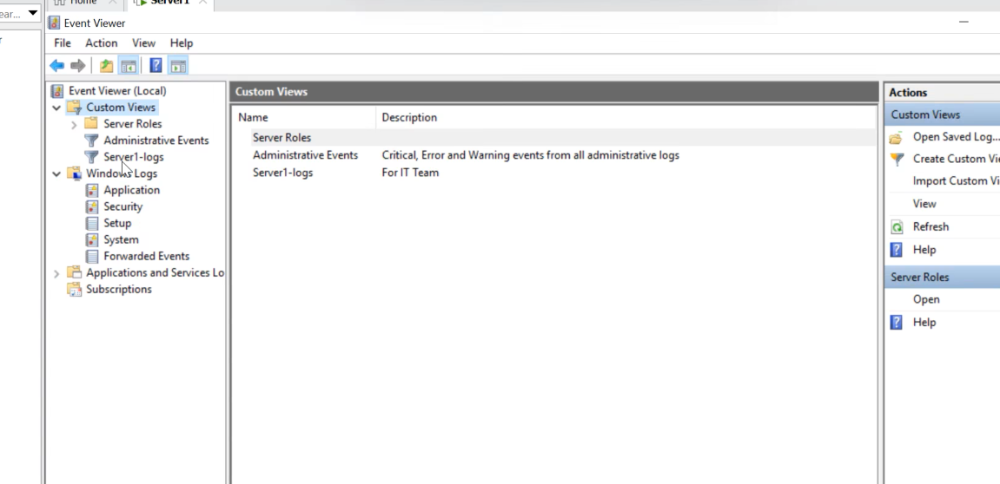 ear...
Home
Server1
Event Viewer
File Action View Help
Event Viewer (Local)
Custom Views
Server Roles
Administrative Events
Server1-logs
Windows Logs
Application
Security
Setup
System
Forwarded Events
Applications and Services Lo
Subscriptions
Custom Views
Name Description
Server Roles
Administrative Events Critical, Error and Warning events from all administrative logs
Server1-logs For IT Team
Actions
Custom Views
Open Saved Log...
Create Custom Vie
Import Custom Vi
View
Refresh
Help
Server Roles
Open
Help